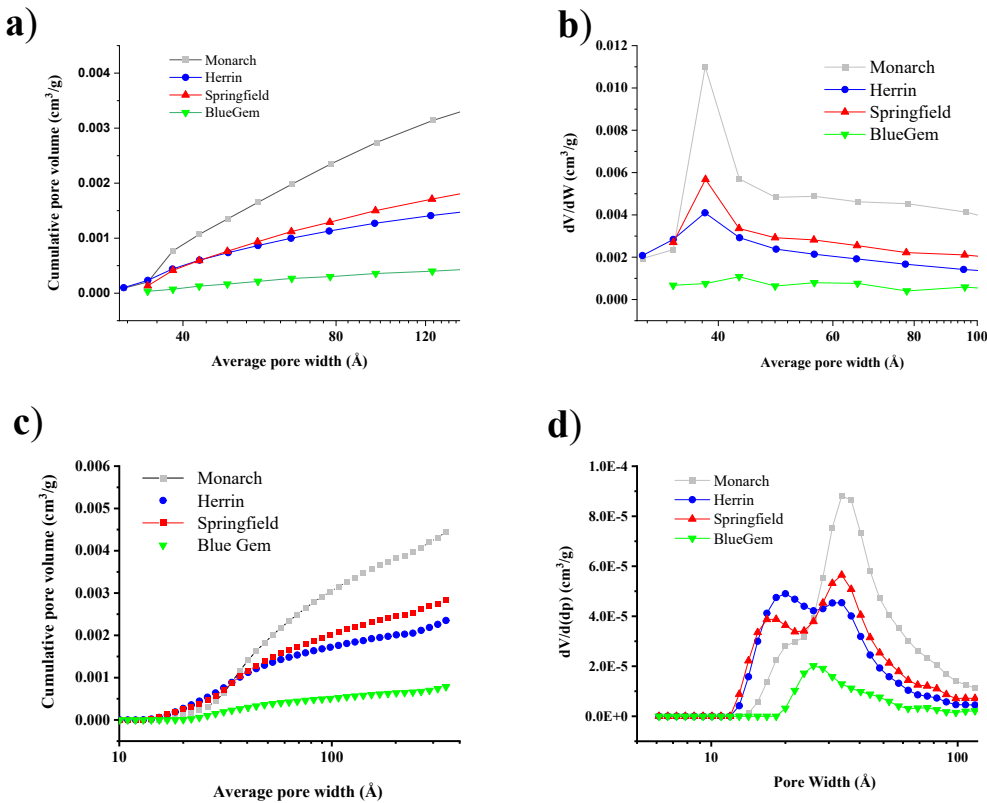 a)
Cumulative pore volume (cm³/g)
0.004
0.003
0.002
0.001
0.000
Monarch
Herrin
Springfield
BlueGem
40
80
120
Average pore width (Å)
b)
dV/dW (cm³/g)
0.012
0.010
0.008
0.006
0.004
0.002
0.000
Monarch
Herrin
Springfield
BlueGem
40
60
80
100
Average pore width (Å)
c)
Cumulative pore volume (cm³/g)
0.006
0.005
0.004
0.003
0.002
0.001
0.000
Monarch
Herrin
Springfield
Blue Gem
10
100
Average pore width (Å)
d)
dV/d(dp) (cm³/g)
1.0E-4
8.0E-5
6.0E-5
4.0E-5
2.0E-5
0.0E+0
Monarch
Herrin
Springfield
BlueGem
10
100
Pore Width (Å)